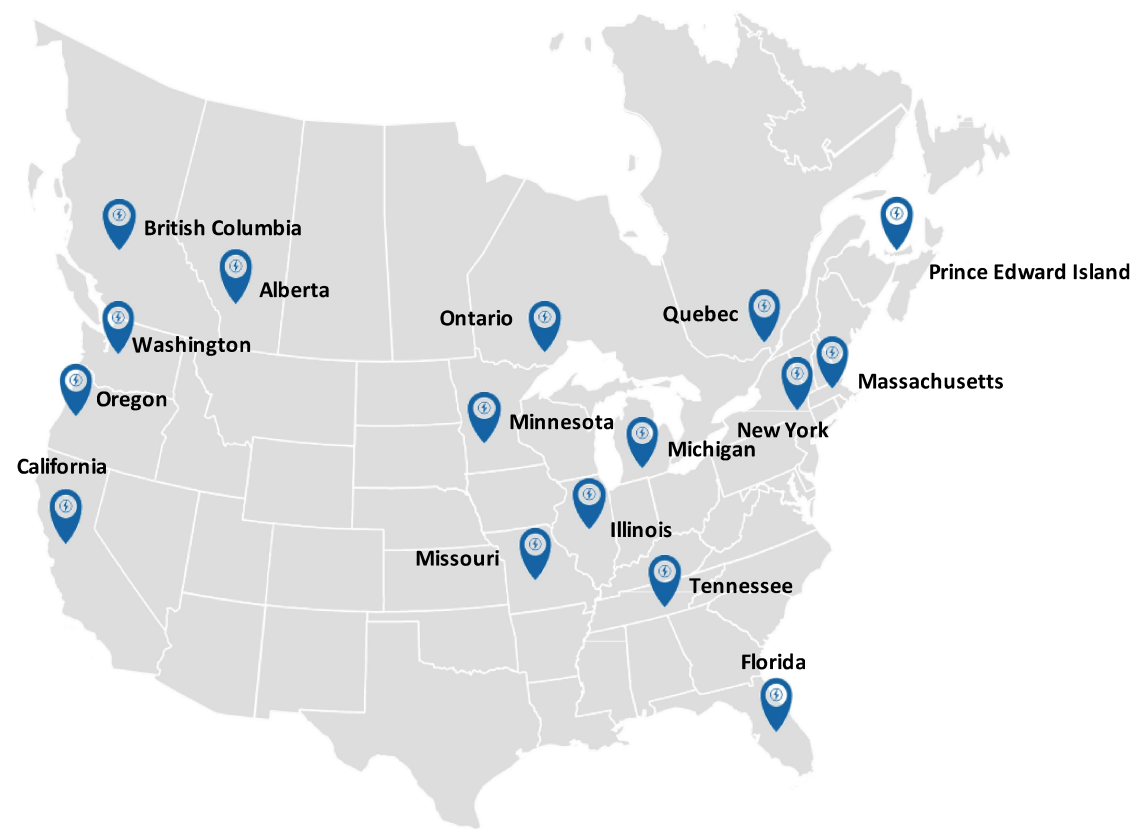 British Columbia
Prince Edward Island
Alberta
Quebec
Ontario
Washington
Massachusetts
Oregon
Minnesota
New York
Michigan
California
Illinois
Missouri
Tennessee
Florida